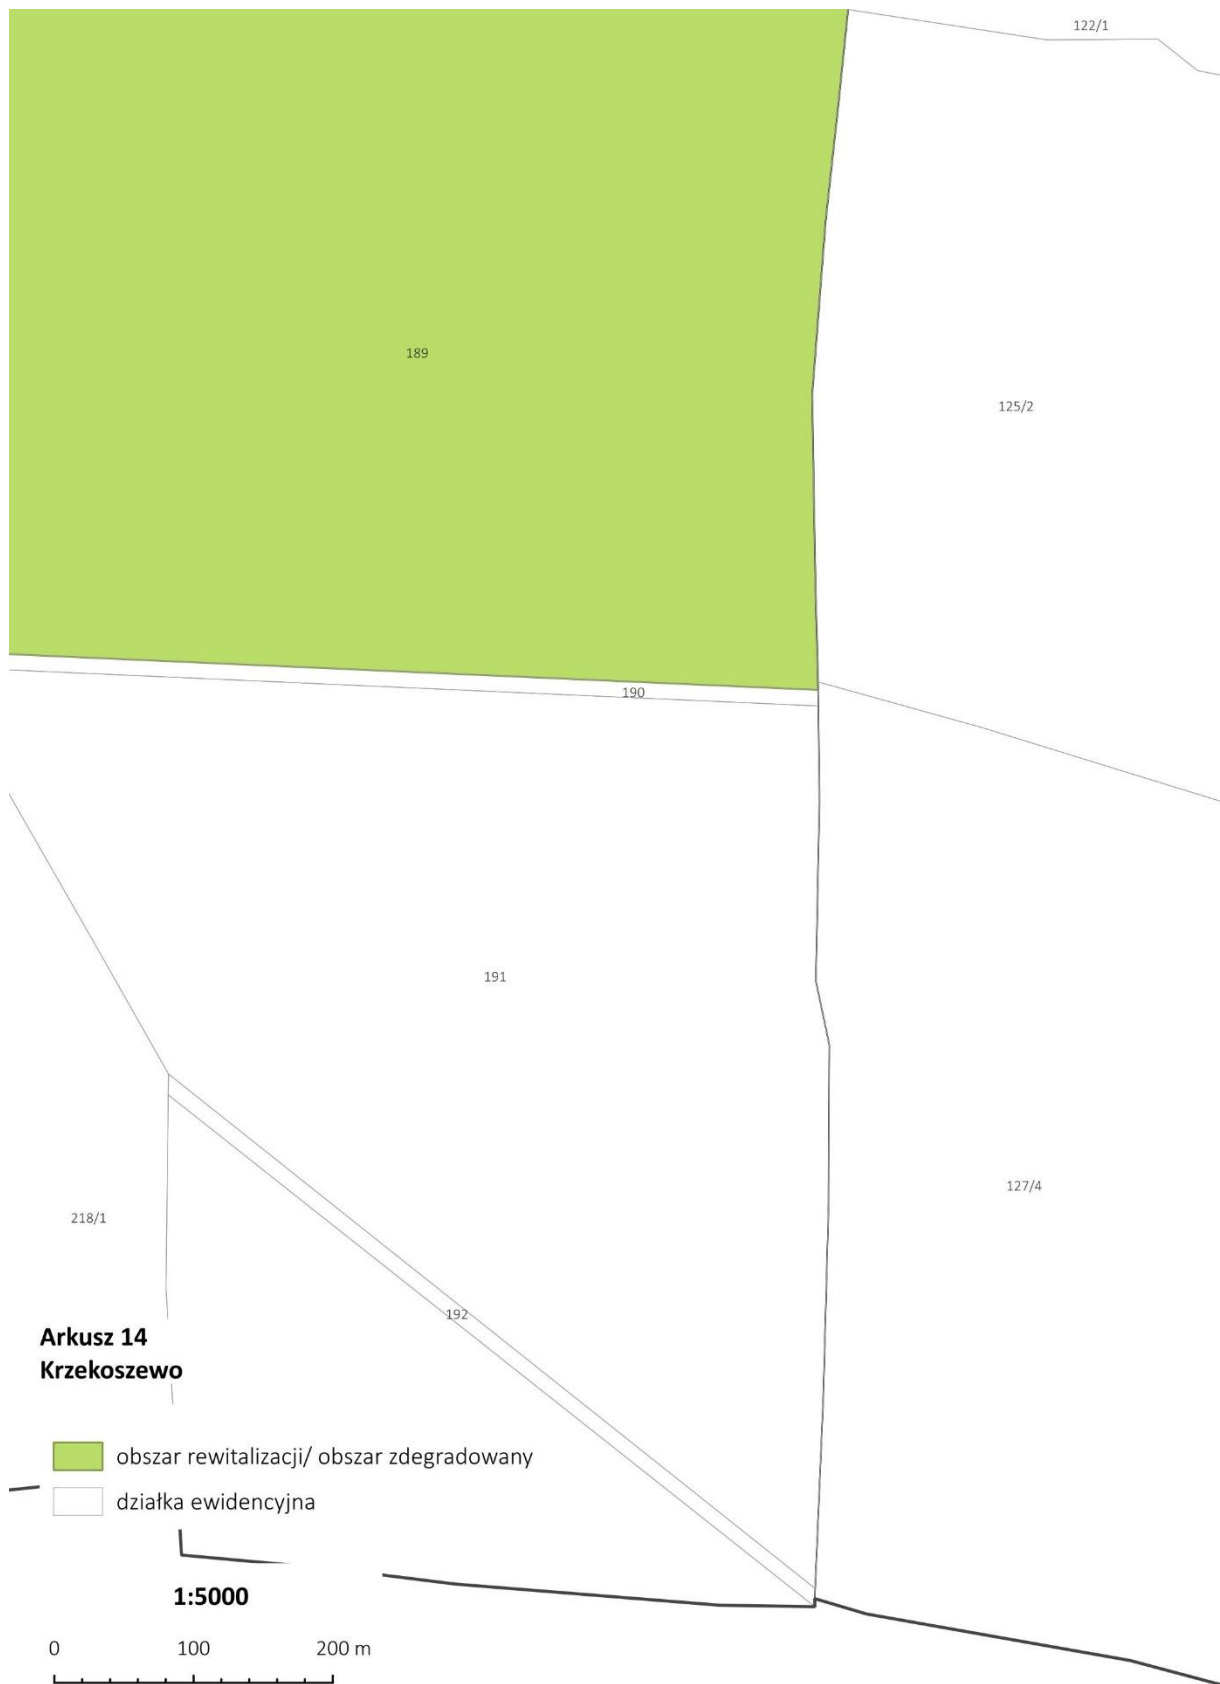 122/1
189
125/2
190
191
127/4
218/1
192
Arkusz 14
Krzekoszewo
obszar rewitalizacji/ obszar zdegradowany
działka ewidencyjna
1:5000
0 100 200 m